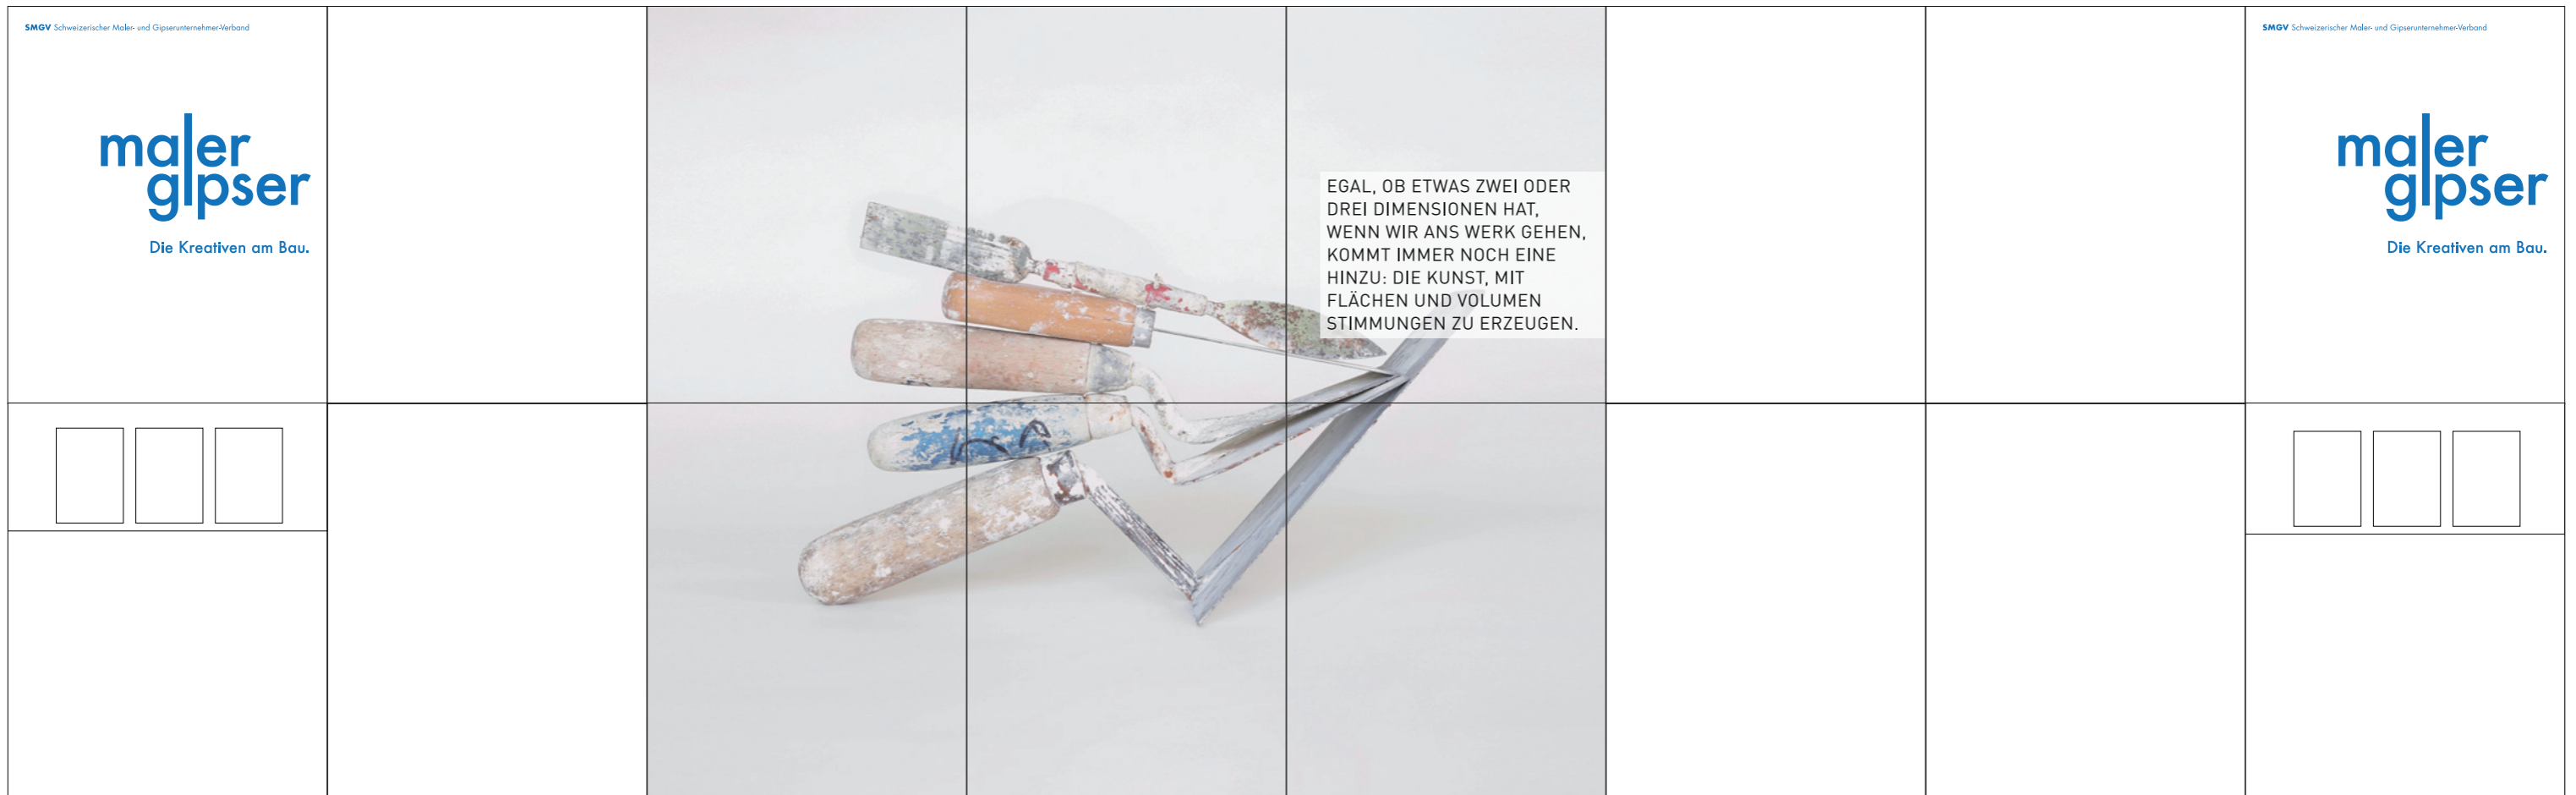 SMGV Schweizerischer Maler- und Gipserunternehmer-Verband
maler
gipser
Die Kreativen am Bau.
EGAL, OB ETWAS ZWEI ODER
DREI DIMENSIONEN HAT,
WENN WIR ANS WERK GEHEN,
KOMMT IMMER NOCH EINE
HINZU: DIE KUNST, MIT
FLÄCHEN UND VOLUMEN
STIMMUNGEN ZU ERZEUGEN.
SMGV Schweizerischer Maler- und Gipserunternehmer-Verband
maler
gipser
Die Kreativen am Bau.